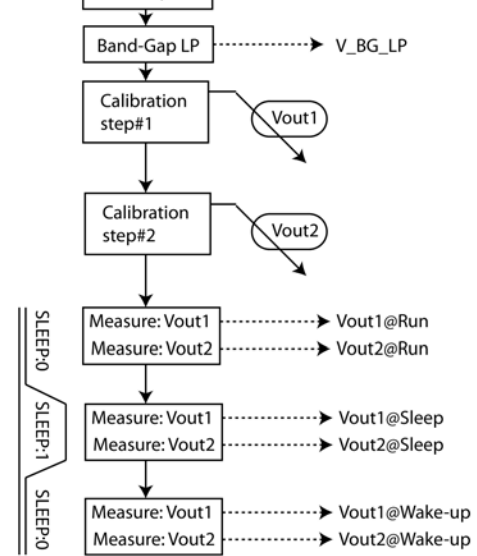 Band-Gap LP
V_BG_LP
Calibration
step#1
Vout1
Calibration
step#2
Vout2
SLEEP:0
Measure: Vout1
Vout1@Run
Measure: Vout2
Vout2@Run
SLEEP:1
Measure: Vout1
Vout1@Sleep
Measure: Vout2
Vout2@Sleep
SLEEP:0
Measure: Vout1
Vout1@Wake-up
Measure: Vout2
Vout2@Wake-up